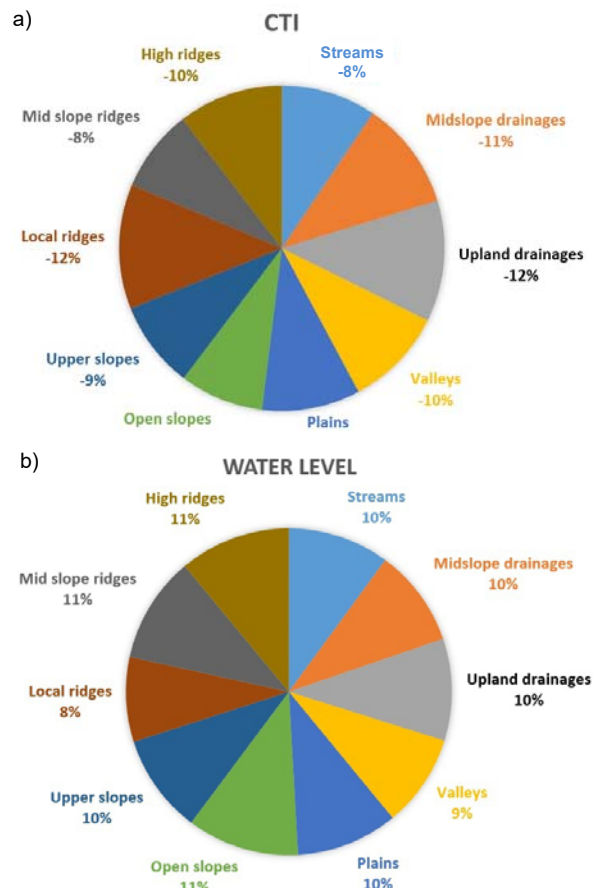 a)
CTI
High ridges
-10%
Streams
-8%
Mid slope ridges
-8%
Midslope drainages
-11%
Local ridges
-12%
Upland drainages
-12%
Upper slopes
-9%
Valleys
-10%
Open slopes
Plains
b)
WATER LEVEL
High ridges
11%
Streams
10%
Mid slope ridges
11%
Midslope drainages
10%
Local ridges
8%
Upland drainages
10%
Upper slopes
10%
Valleys
9%
Open slopes
11%
Plains
10%